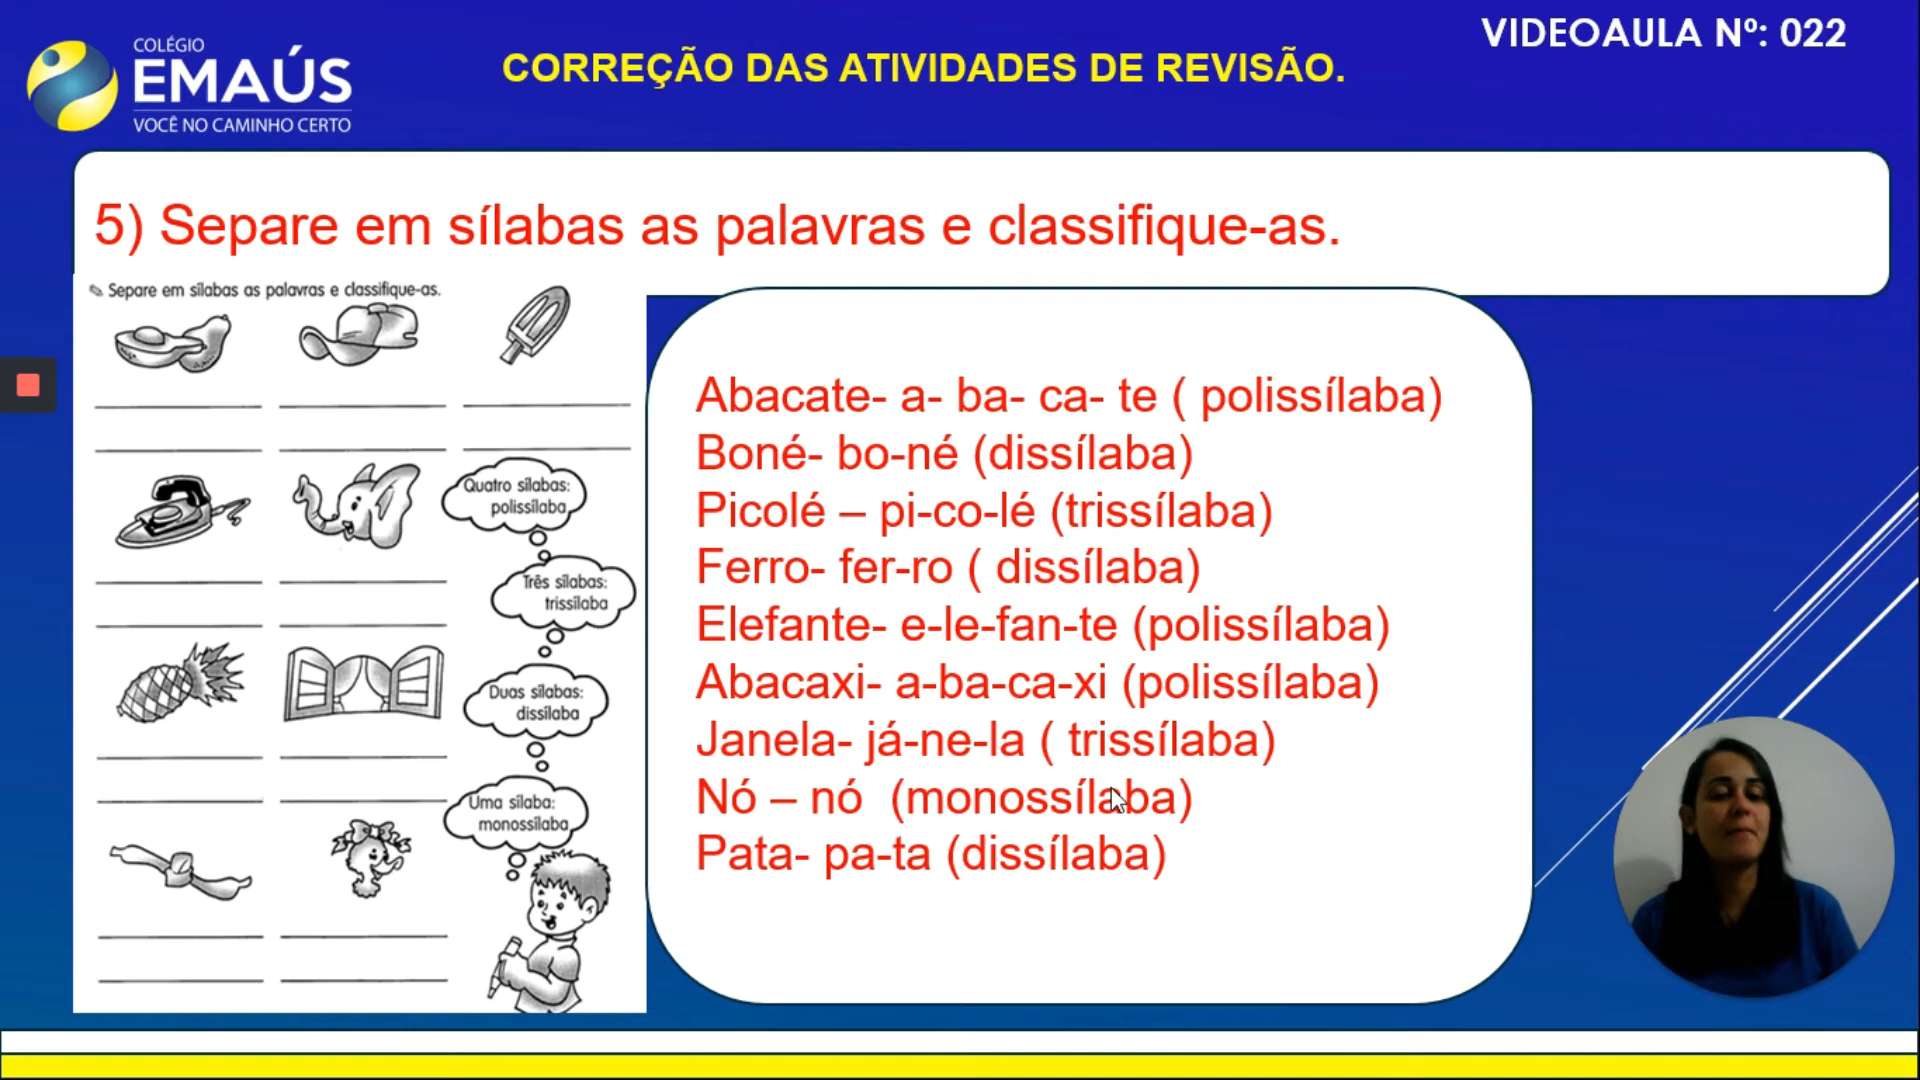 COLÉGIO
EMAÚS
VOCÊ NO CAMINHO CERTO
CORREÇÃO DAS ATIVIDADES DE REVISÃO.
VIDEOAULA Nº: 022
5) Separe em sílabas as palavras e classifique-as.
Separe em sílabas as palavras e classifique-as.
Quatro sílabas:
polissílaba
Três sílabas:
trissílaba
Duas sílabas:
dissílaba
Uma sílaba:
monossílaba
Abacate- a- ba- ca- te ( polissílaba)
Boné- bo-né (dissílaba)
Picolé – pi-co-lé (trissílaba)
Ferro- fer-ro ( dissílaba)
Elefante- e-le-fan-te (polissílaba)
Abacaxi- a-ba-ca-xi (polissílaba)
Janela- já-ne-la ( trissílaba)
Nó – nó  (monossílaba)
Pata- pa-ta (dissílaba)